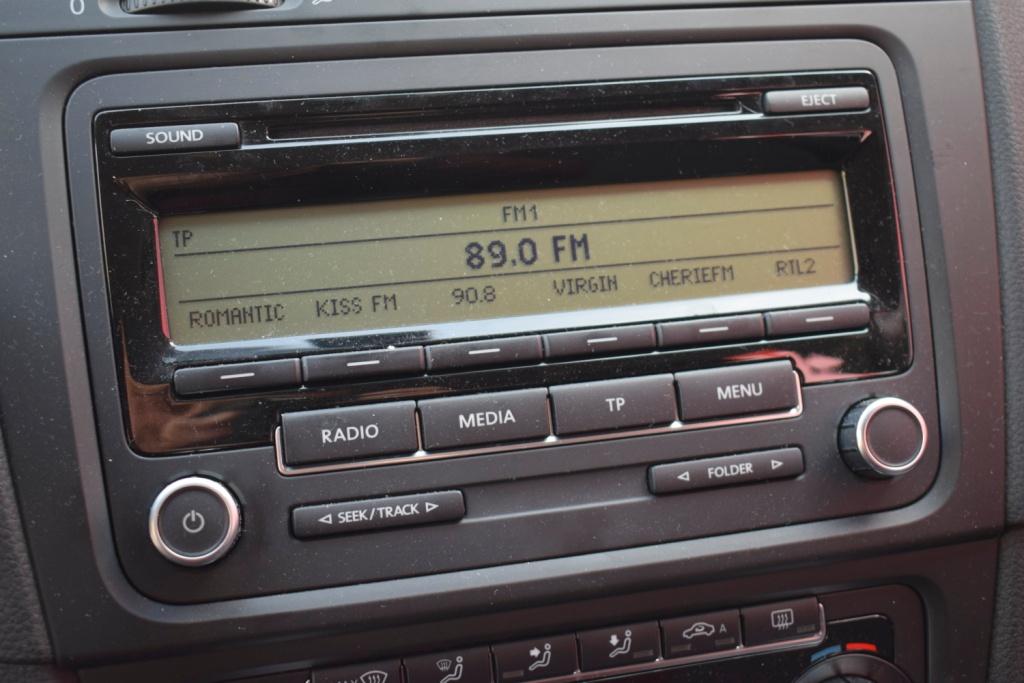 0
SOUND
EJECT
FM1
TP
89.0 FM
ROMANTIC KISS FM 90.8 VIRGIN CHERIEFM RTL2
RADIO MEDIA TP MENU
FOLDER
SEEK/TRACK
A